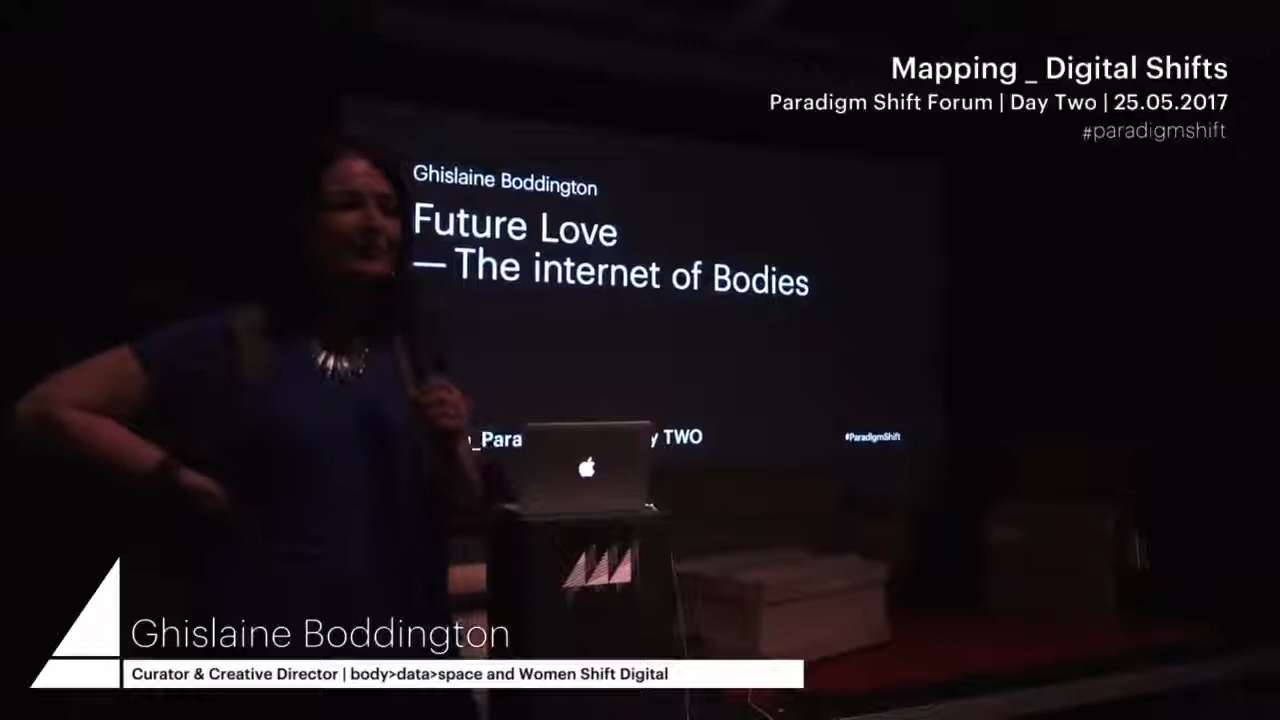 Mapping _ Digital Shifts
Paradigm Shift Forum | Day Two | 25.05.2017
#paradigmshift
Ghislaine Boddington
Future Love
— The internet of Bodies
_Para
y TWO
#ParadigmShift
Ghislaine Boddington
Curator & Creative Director | body>data>space and Women Shift Digital